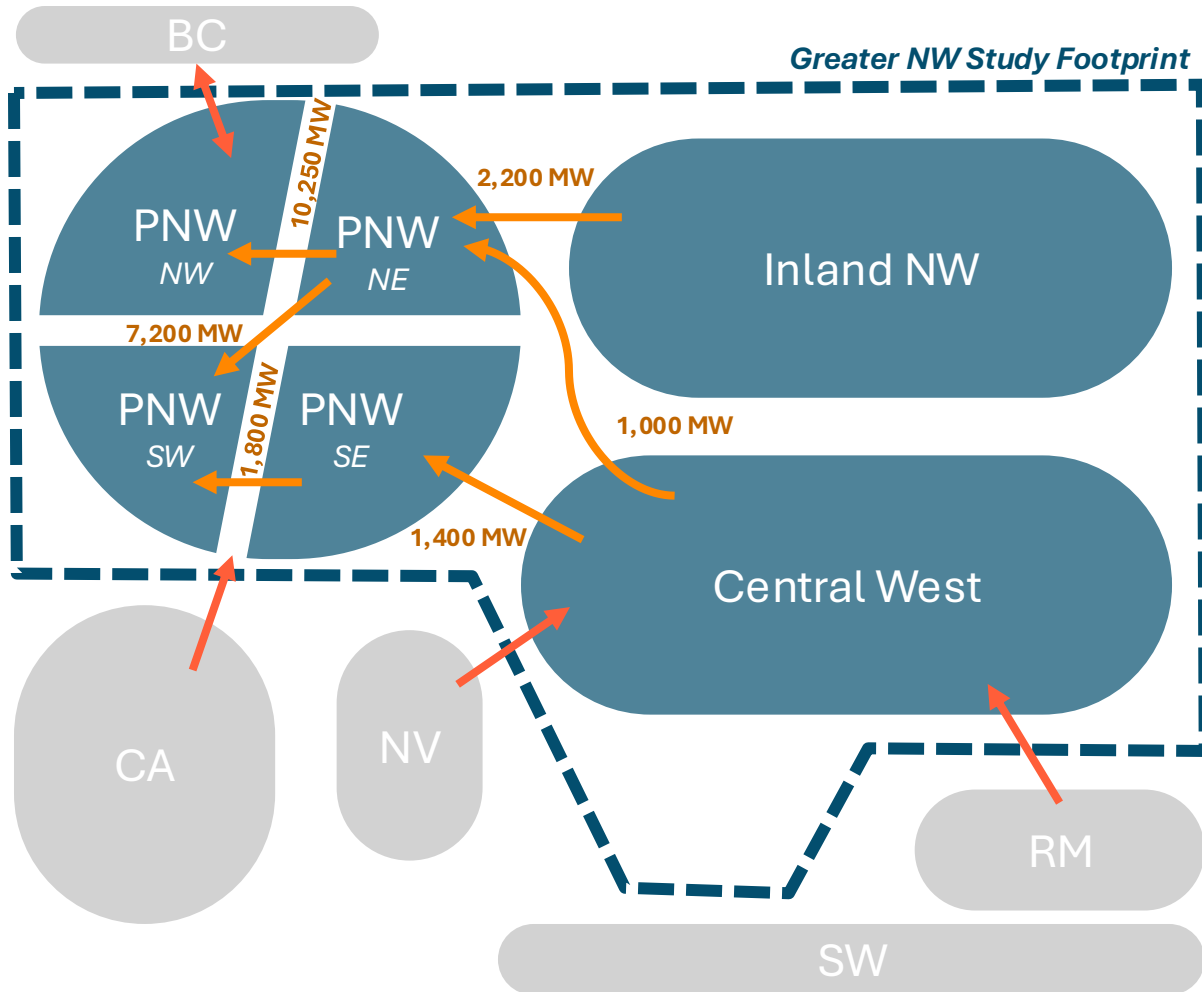 BC
Greater NW Study Footprint
10,250 MW
2,200 MW
PNW
NW
PNW
NE
Inland NW
7,200 MW
PNW
SW
1,800 MW
PNW
SE
1,000 MW
1,400 MW
Central West
CA
NV
RM
SW